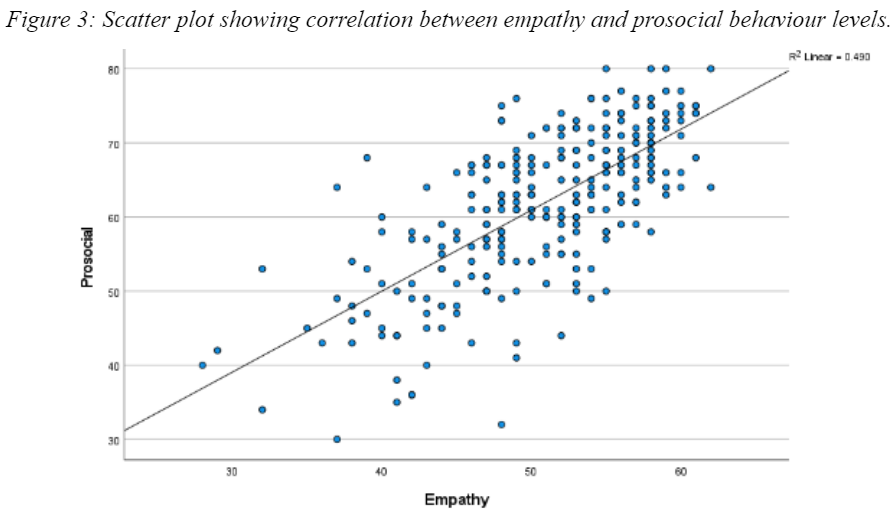 Figure 3: Scatter plot showing correlation between empathy and prosocial behaviour levels.
R² Linear = 0.490
80
70
60
50
40
30
Prosocial
30 40 50 60
Empathy